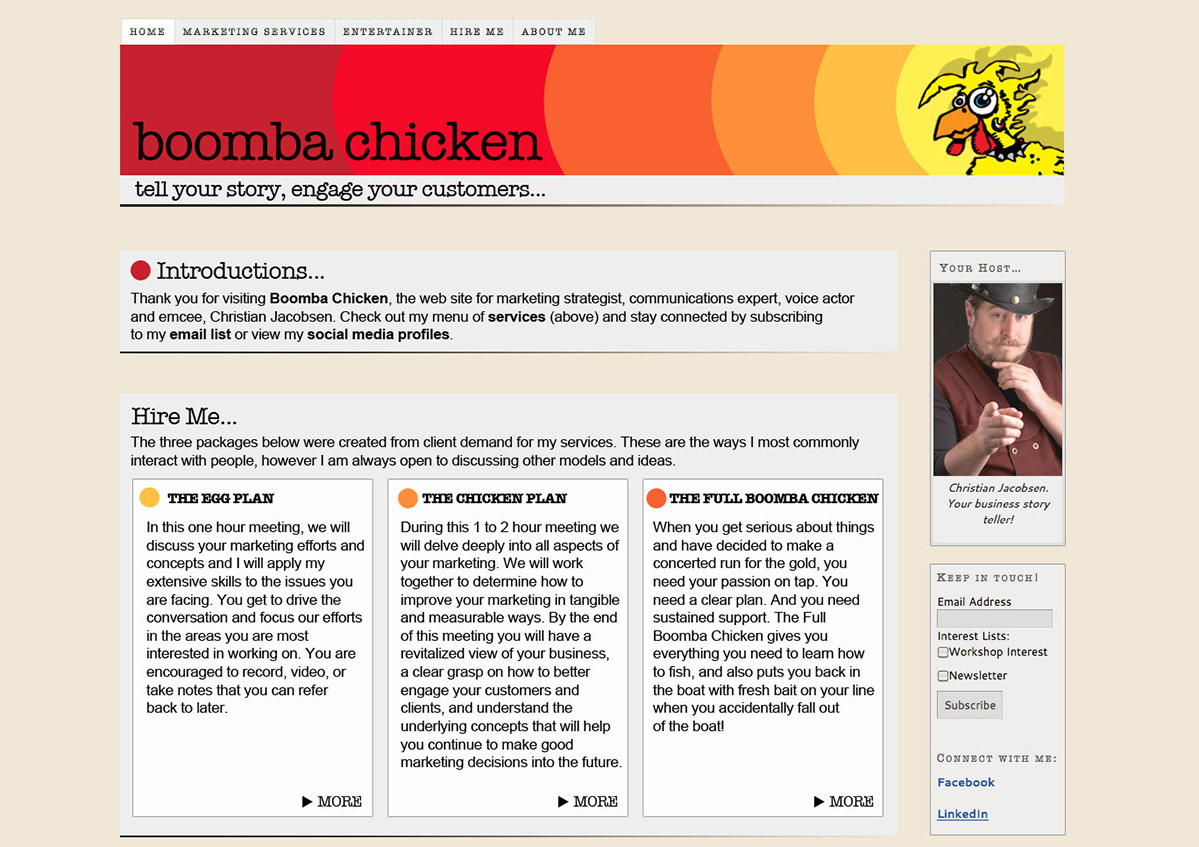 HOME MARKETING SERVICES ENTERTAINER HIRE ME ABOUT ME
boomba chicken
tell your story, engage your customers...
Introductions...
Thank you for visiting Boomba Chicken, the web site for marketing strategist, communications expert, voice actor
and emcee, Christian Jacobsen. Check out my menu of services (above) and stay connected by subscribing
to my email list or view my social media profiles.
Hire Me...
The three packages below were created from client demand for my services. These are the ways I most commonly
interact with people, however I am always open to discussing other models and ideas.
THE EGG PLAN
In this one hour meeting, we will
discuss your marketing efforts and
concepts and I will apply my
extensive skills to the issues you
are facing. You get to drive the
conversation and focus our efforts
in the areas you are most
interested in working on. You are
encouraged to record, video, or
take notes that you can refer
back to later.
MORE
THE CHICKEN PLAN
During this 1 to 2 hour meeting we
will delve deeply into all aspects of
your marketing. We will work
together to determine how to
improve your marketing in tangible
and measurable ways. By the end
of this meeting you will have a
revitalized view of your business,
a clear grasp on how to better
engage your customers and
clients, and understand the
underlying concepts that will help
you continue to make good
marketing decisions into the future.
MORE
THE FULL BOOMBA CHICKEN
When you get serious about things
and have decided to make a
concerted run for the gold, you
need your passion on tap. You
need a clear plan. And you need
sustained support. The Full
Boomba Chicken gives you
everything you need to learn how
to fish, and also puts you back in
the boat with fresh bait on your line
when you accidentally fall out
of the boat!
MORE
Your Host...
Christian Jacobsen.
Your business story
teller!
Keep in touch!
Email Address
Interest Lists:
Workshop Interest
Newsletter
Subscribe
Connect with me:
Facebook
LinkedIn